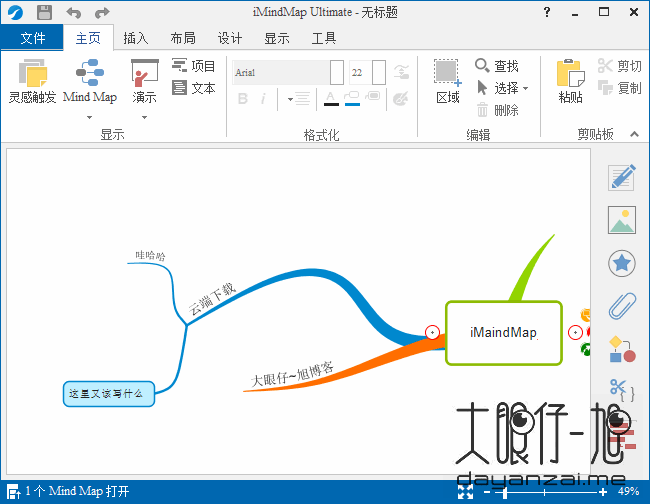 iMindMap Ultimate - 无标题
文件 主页 插入 布局 设计 显示 工具
灵感触发 Mind Map 演示 项目 文本
显示
Arial 22
B i A
格式化
区域 查找 选择 删除
编辑
粘贴 剪切 复制
剪贴板
哇哈哈
云端下载
iMaindMap
大眼仔~旭博客
这里又该写什么
大眼仔~旭
dayanzai.me
1 个 Mind Map 打开
49%